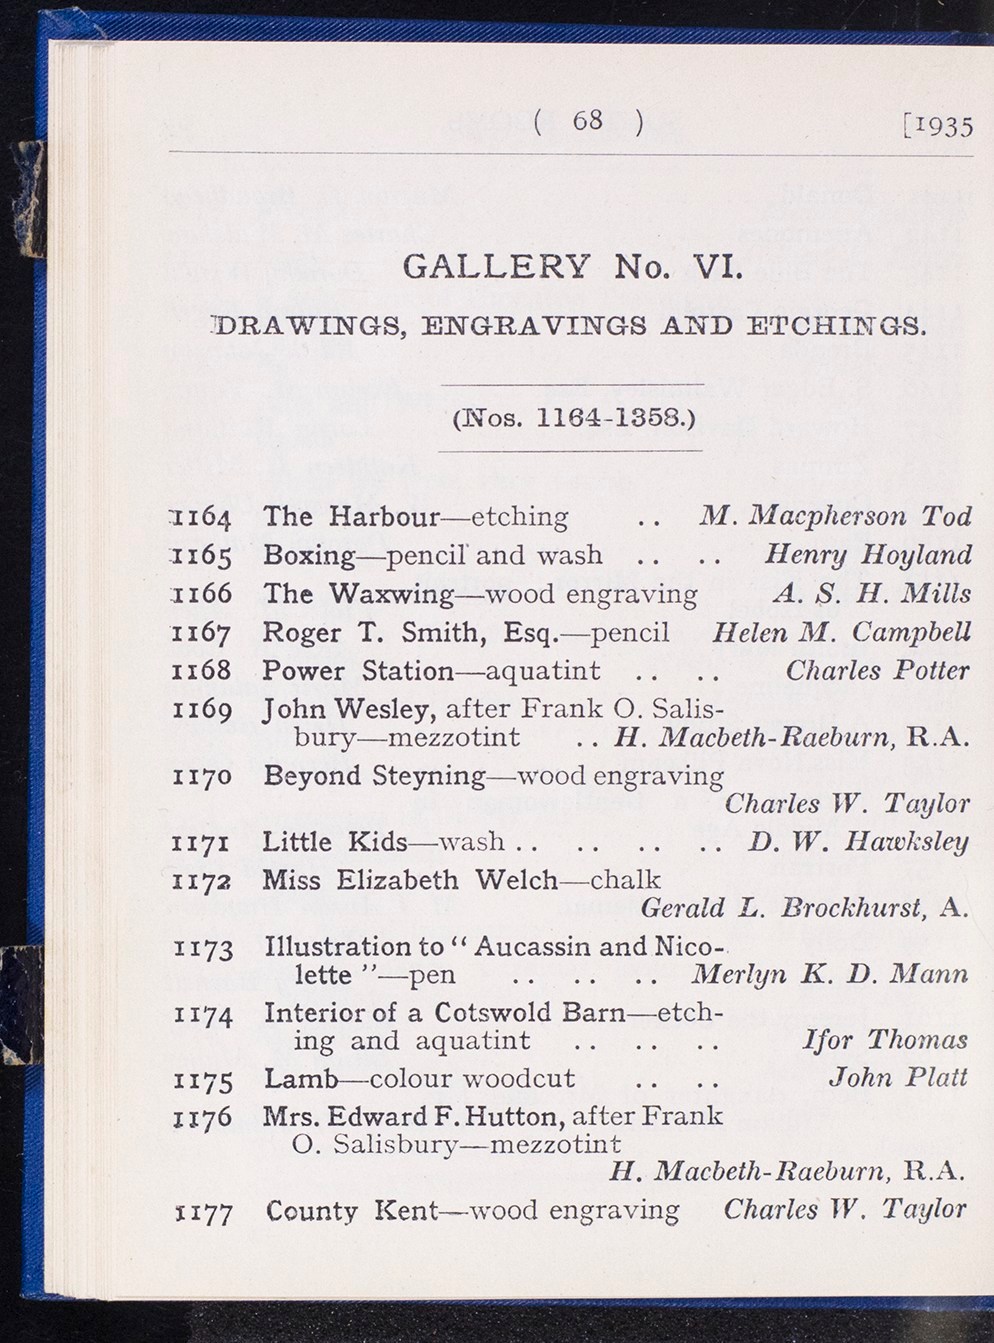 ( 68 ) [1935
GALLERY No. VI.
DRAWINGS, ENGRAVINGS AND ETCHINGS.
(Nos. 1164-1358.)
1164 The Harbour—etching .. M. Macpherson Tod
1165 Boxing—pencil and wash .. .. Henry Hoyland
1166 The Waxwing—wood engraving A. S. H. Mills
1167 Roger T. Smith, Esq.—pencil Helen M. Campbell
1168 Power Station—aquatint .. .. Charles Potter
1169 John Wesley, after Frank O. Salis-
bury—mezzotint .. H. Macbeth-Raeburn, R.A.
1170 Beyond Steyning—wood engraving
Charles W. Taylor
1171 Little Kids—wash .. .. .. .. D. W. Hawksley
1172 Miss Elizabeth Welch—chalk
Gerald L. Brockhurst, A.
1173 Illustration to “ Aucassin and Nico-
lette ”—pen .. .. .. Merlyn K. D. Mann
1174 Interior of a Cotswold Barn—etch-
ing and aquatint .. .. .. Ifor Thomas
1175 Lamb—colour woodcut .. .. John Platt
1176 Mrs. Edward F. Hutton, after Frank
O. Salisbury—mezzotint
H. Macbeth-Raeburn, R.A.
1177 County Kent—wood engraving Charles W. Taylor